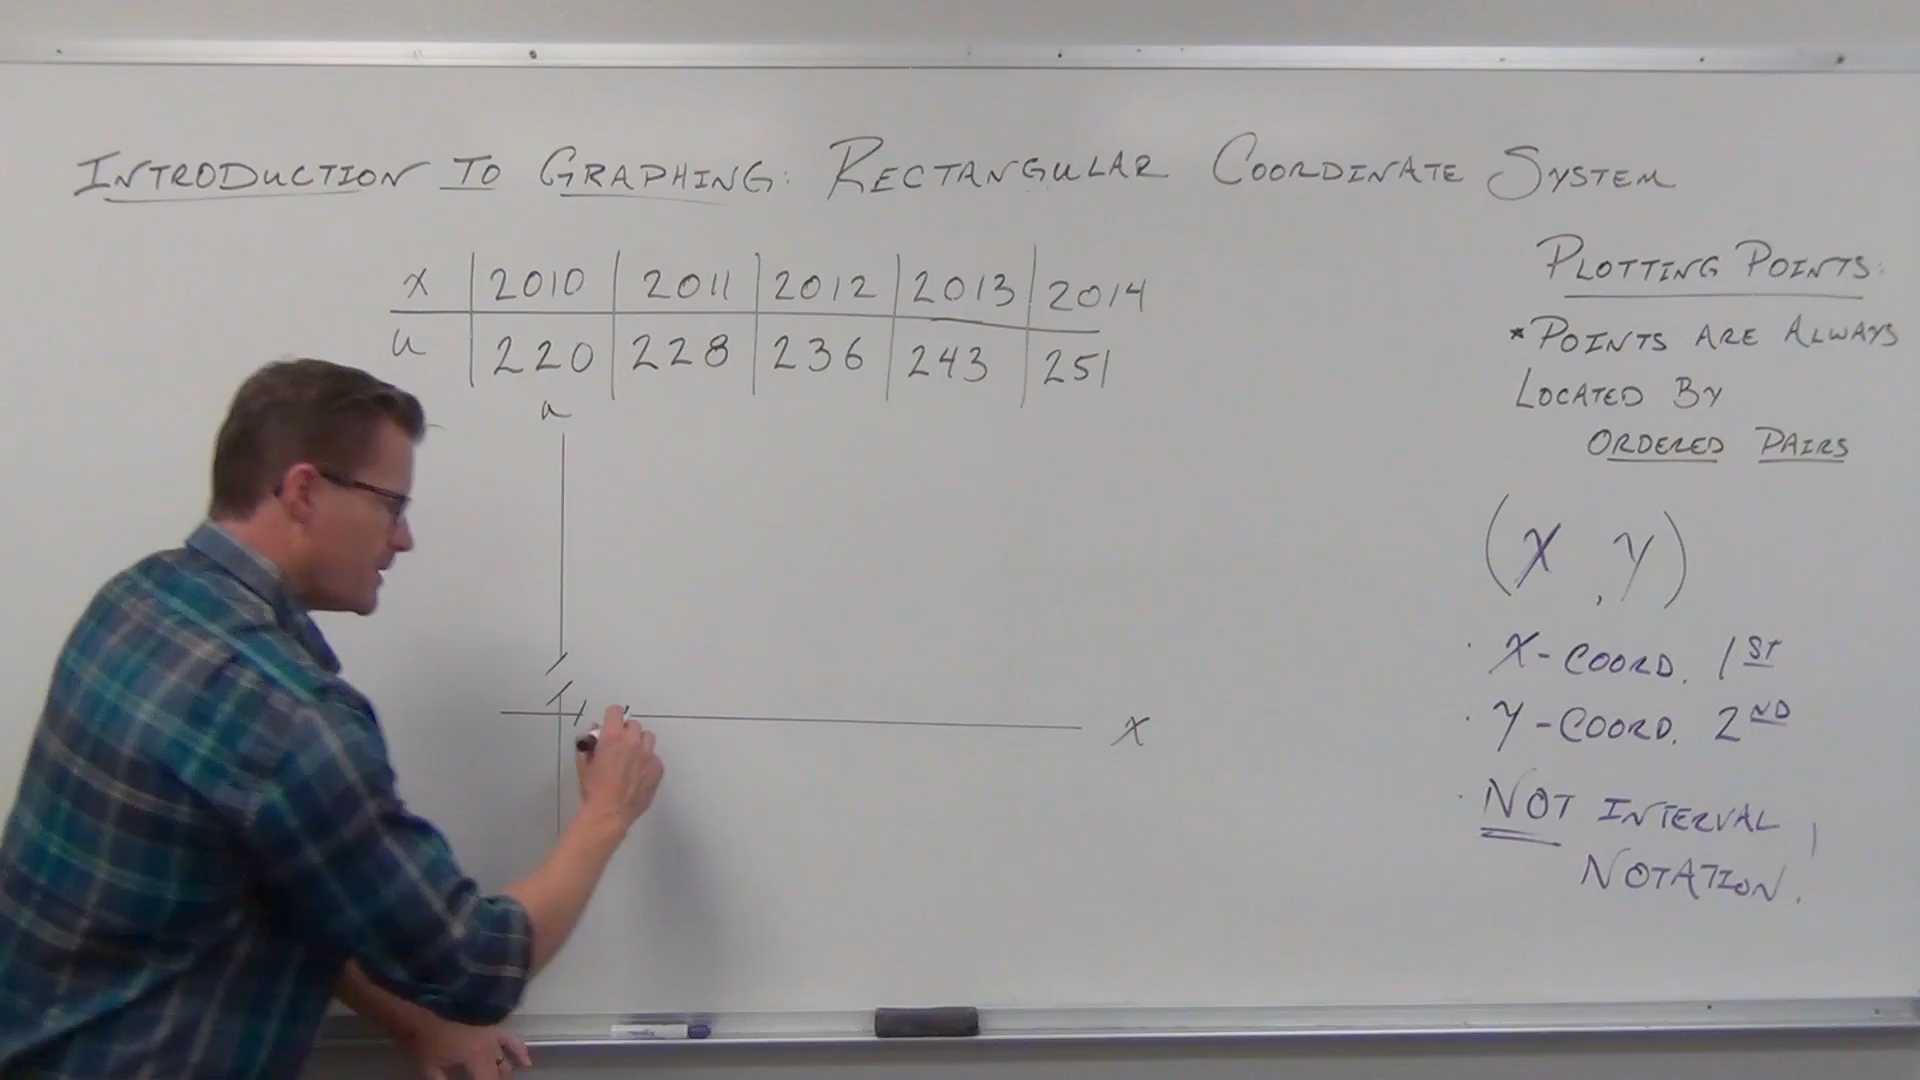 INTRODUCTION TO GRAPHING: RECTANGULAR COORDINATE SYSTEM
x 2010 2011 2012 2013 2014
u 220 228 236 243 251
u
X
PLOTTING POINTS:
*POINTS ARE ALWAYS
LOCATED BY
ORDERED PAIRS
(X, Y)
· X-COORD. 1ST
· Y-COORD. 2ND
· NOT INTERVAL
NOTATION.